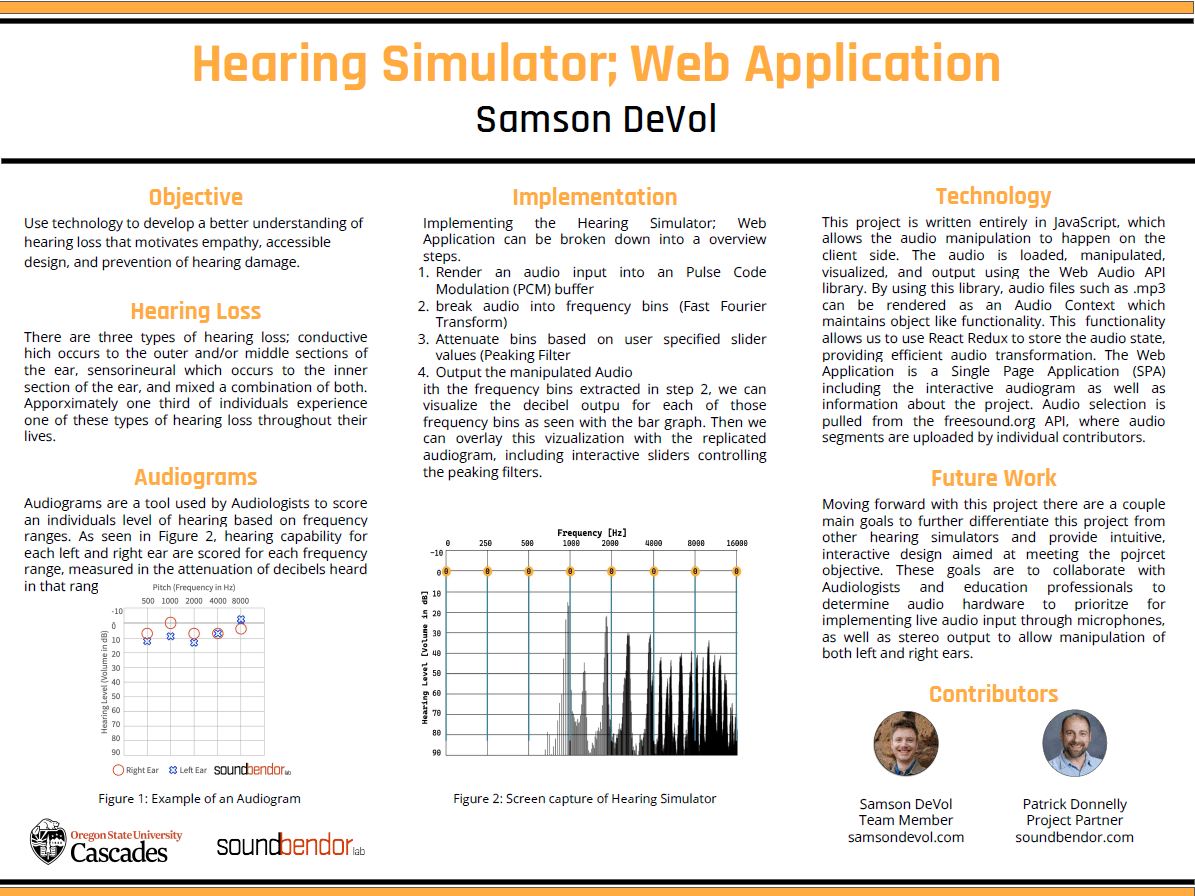 Hearing Simulator; Web Application
Samson DeVol
Objective
Use technology to develop a better understanding of
hearing loss that motivates empathy, accessible
design, and prevention of hearing damage.
Hearing Loss
There are three types of hearing loss; conductive
hich occurs to the outer and/or middle sections of
the ear, sensorineural which occurs to the inner
section of the ear, and mixed a combination of both.
Apporximately one third of individuals experience
one of these types of hearing loss throughout their
lives.
Audiograms
Audiograms are a tool used by Audiologists to score
an individuals level of hearing based on frequency
ranges. As seen in Figure 2, hearing capability for
each left and right ear are scored for each frequency
range, measured in the attenuation of decibels heard
in that rang
Pitch (Frequency in Hz)
500 1000 2000 4000 8000
Hearing Level (Volume in dB)
-10
0
10
20
30
40
50
60
70
80
90
Right Ear Left Ear soundbendor lab
Figure 1: Example of an Audiogram
Oregon State University
Cascades
soundbendor lab
Implementation
Implementing the Hearing Simulator; Web
Application can be broken down into a overview
steps.
1. Render an audio input into an Pulse Code
Modulation (PCM) buffer
2. break audio into frequency bins (Fast Fourier
Transform)
3. Attenuate bins based on user specified slider
values (Peaking Filter
4. Output the manipulated Audio
ith the frequency bins extracted in step 2, we can
visualize the decibel outpu for each of those
frequency bins as seen with the bar graph. Then we
can overlay this vizualization with the replicated
audiogram, including interactive sliders controlling
the peaking filters.
Frequency [Hz]
0 250 500 1000 2000 4000 8000 16000
Hearing Level [Volume in dB]
-10
0
10
20
30
40
50
60
70
80
90
0 0 0 0 0 0 0 0
Figure 2: Screen capture of Hearing Simulator
Technology
This project is written entirely in JavaScript, which
allows the audio manipulation to happen on the
client side. The audio is loaded, manipulated,
visualized, and output using the Web Audio API
library. By using this library, audio files such as .mp3
can be rendered as an Audio Context which
maintains object like functionality. This functionality
allows us to use React Redux to store the audio state,
providing efficient audio transformation. The Web
Application is a Single Page Application (SPA)
including the interactive audiogram as well as
information about the project. Audio selection is
pulled from the freesound.org API, where audio
segments are uploaded by individual contributors.
Future Work
Moving forward with this project there are a couple
main goals to further differentiate this project from
other hearing simulators and provide intuitive,
interactive design aimed at meeting the pojrcet
objective. These goals are to collaborate with
Audiologists and education professionals to
determine audio hardware to prioritze for
implementing live audio input through microphones,
as well as stereo output to allow manipulation of
both left and right ears.
Contributors
Samson DeVol
Team Member
samsondevol.com
Patrick Donnelly
Project Partner
soundbendor.com